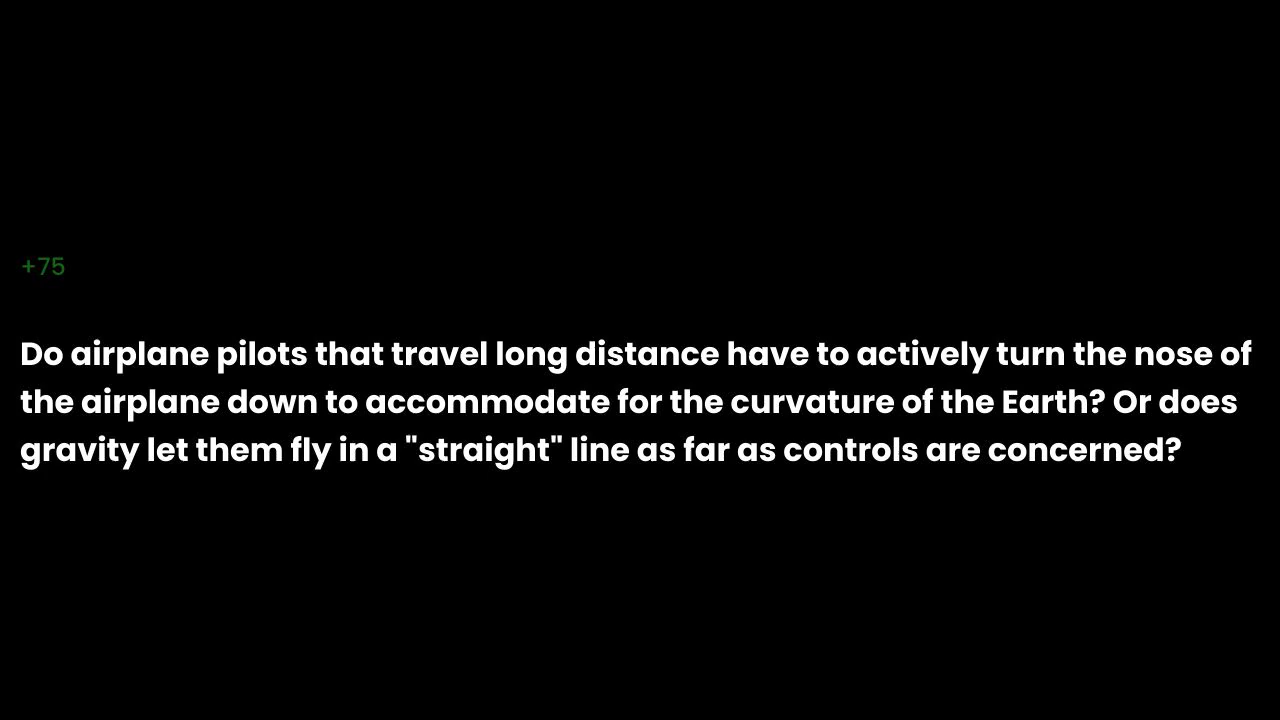 +75
Do airplane pilots that travel long distance have to actively turn the nose of
the airplane down to accommodate for the curvature of the Earth? Or does
gravity let them fly in a "straight" line as far as controls are concerned?